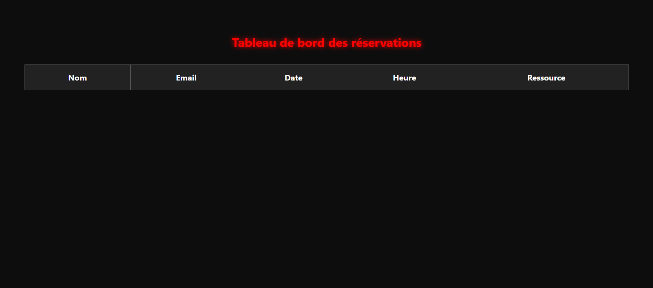 Tableau de bord des réservations
Nom Email Date Heure Ressource